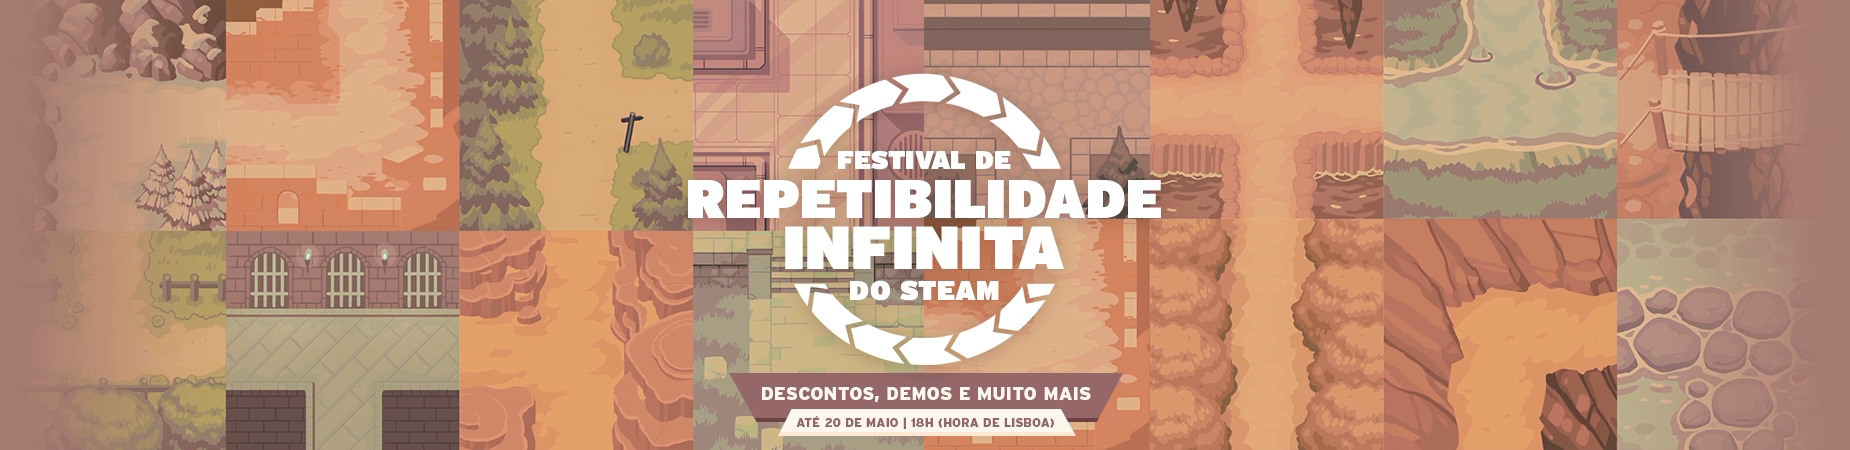 FESTIVAL DE
REPETIBILIDADE
INFINITA
DO STEAM
DESCONTOS, DEMOS E MUITO MAIS
ATÉ 20 DE MAIO | 18H (HORA DE LISBOA)